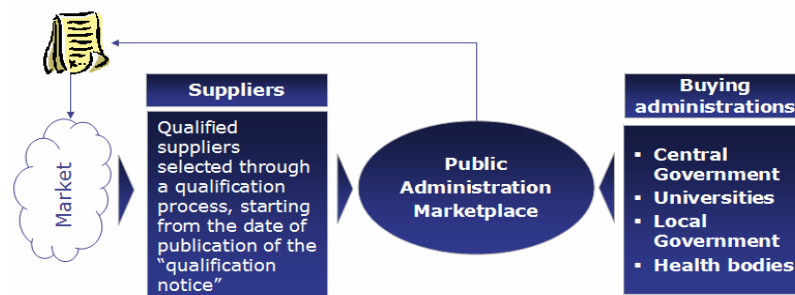 Market
Suppliers
Qualified
suppliers
selected through
a qualification
process, starting
from the date of
publication of the
“qualification
notice”
Public
Administration
Marketplace
Buying
administrations
▪ Central
Government
▪ Universities
▪ Local
Government
▪ Health bodies